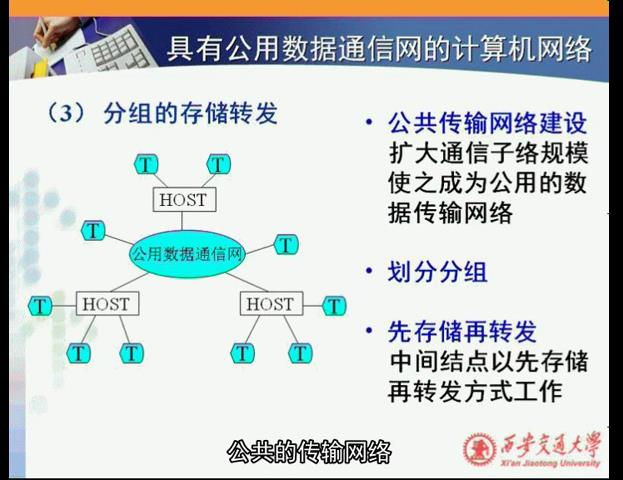 具有公用数据通信网的计算机网络
（3） 分组的存储转发
T
T
HOST
T
公用数据通信网
T
T
HOST
HOST
T
T
T
T
T
• 公共传输网络建设
扩大通信子络规模
使之成为公用的数
据传输网络
• 划分分组
• 先存储再转发
中间结点以先存储
再转发方式工作
公共的传输网络
西安交通大学
Xi'an Jiaotong University